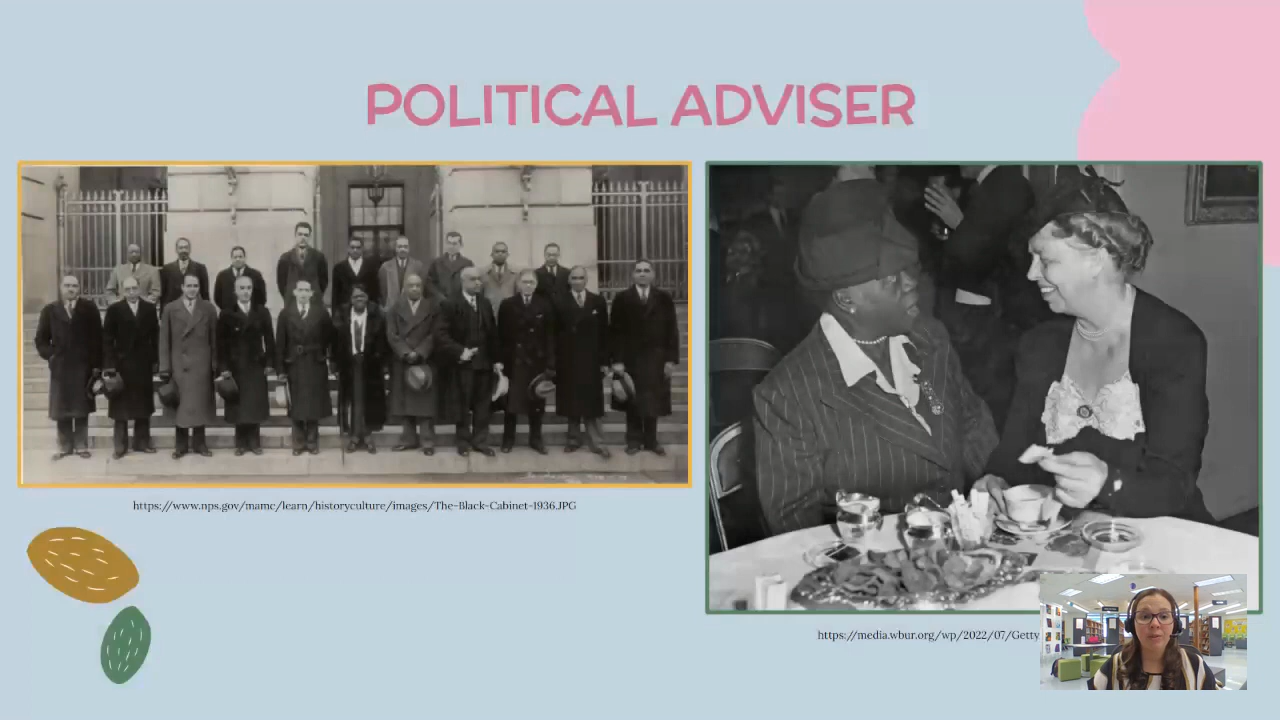 POLITICAL ADVISER
https://www.nps.gov/mamc/learn/historyculture/images/The-Black-Cabinet-1936.JPG
https://media.wbur.org/wp/2022/07/Getty